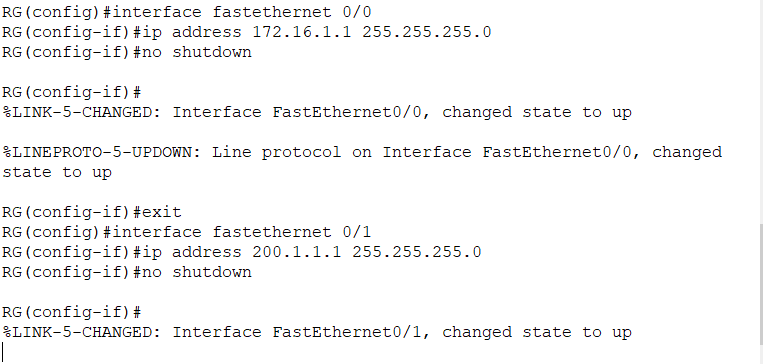 RG(config)#interface fastethernet 0/0
RG(config-if)#ip address 172.16.1.1 255.255.255.0
RG(config-if)#no shutdown
RG(config-if)#
%LINK-5-CHANGED: Interface FastEthernet0/0, changed state to up
%LINEPROTO-5-UPDOWN: Line protocol on Interface FastEthernet0/0, changed
state to up
RG(config-if)#exit
RG(config)#interface fastethernet 0/1
RG(config-if)#ip address 200.1.1.1 255.255.255.0
RG(config-if)#no shutdown
RG(config-if)#
%LINK-5-CHANGED: Interface FastEthernet0/1, changed state to up